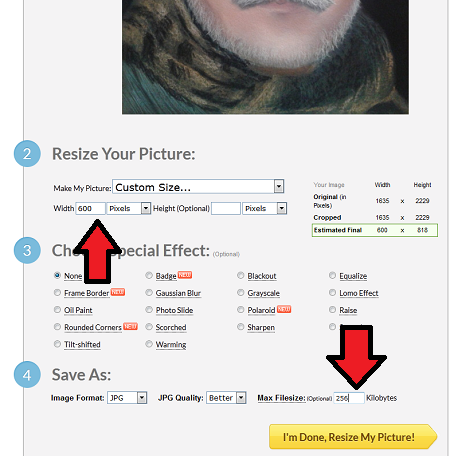 2 Resize Your Picture:
Your Image Width Height
Make My Picture: Custom Size...
Original (in Pixels) 1635 x 2229
Width 600 Pixels Height (Optional) Pixels
Cropped 1635 x 2229
Estimated Final 600 x 818
3 Special Effect: (Optional)
None Badge NEW Blackout Equalize
Frame Border NEW Gaussian Blur Grayscale Lomo Effect
Oil Paint Photo Slide Polaroid NEW Raise
Rounded Corners NEW Scorched Sharpen
Tilt-shifted Warming
4 Save As:
Image Format: JPG JPG Quality: Better Max Filesize: (Optional) 256 Kilobytes
I'm Done, Resize My Picture!